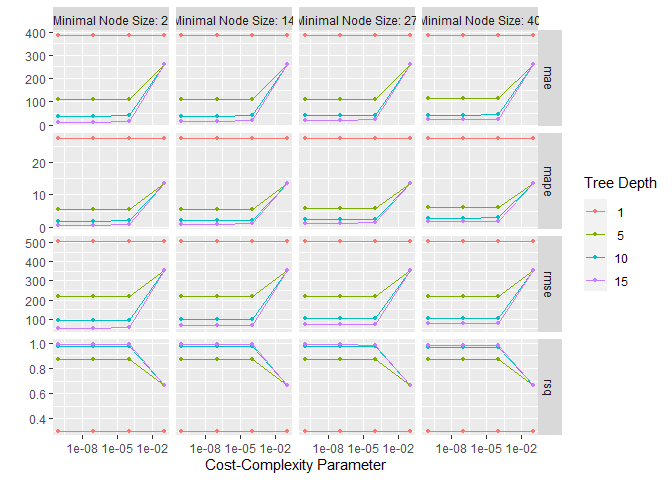 Minimal Node Size: 2
Minimal Node Size: 14
Minimal Node Size: 27
Minimal Node Size: 40
400
300
200
100
0
mae
20
10
0
mape
500
400
300
200
100
rmse
1.0
0.8
0.6
0.4
rsq
1e-08 1e-05 1e-02
1e-08 1e-05 1e-02
1e-08 1e-05 1e-02
1e-08 1e-05 1e-02
Cost-Complexity Parameter
Tree Depth
1
5
10
15